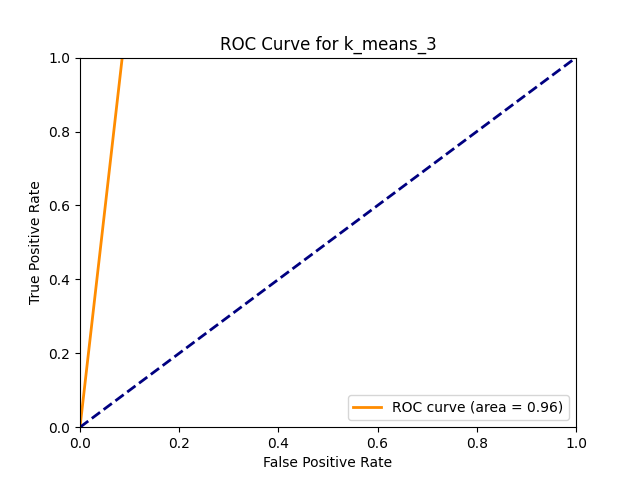 ROC Curve for k_means_3
True Positive Rate
1.0
0.8
0.6
0.4
0.2
0.0
ROC curve (area = 0.96)
0.0 0.2 0.4 0.6 0.8 1.0
False Positive Rate